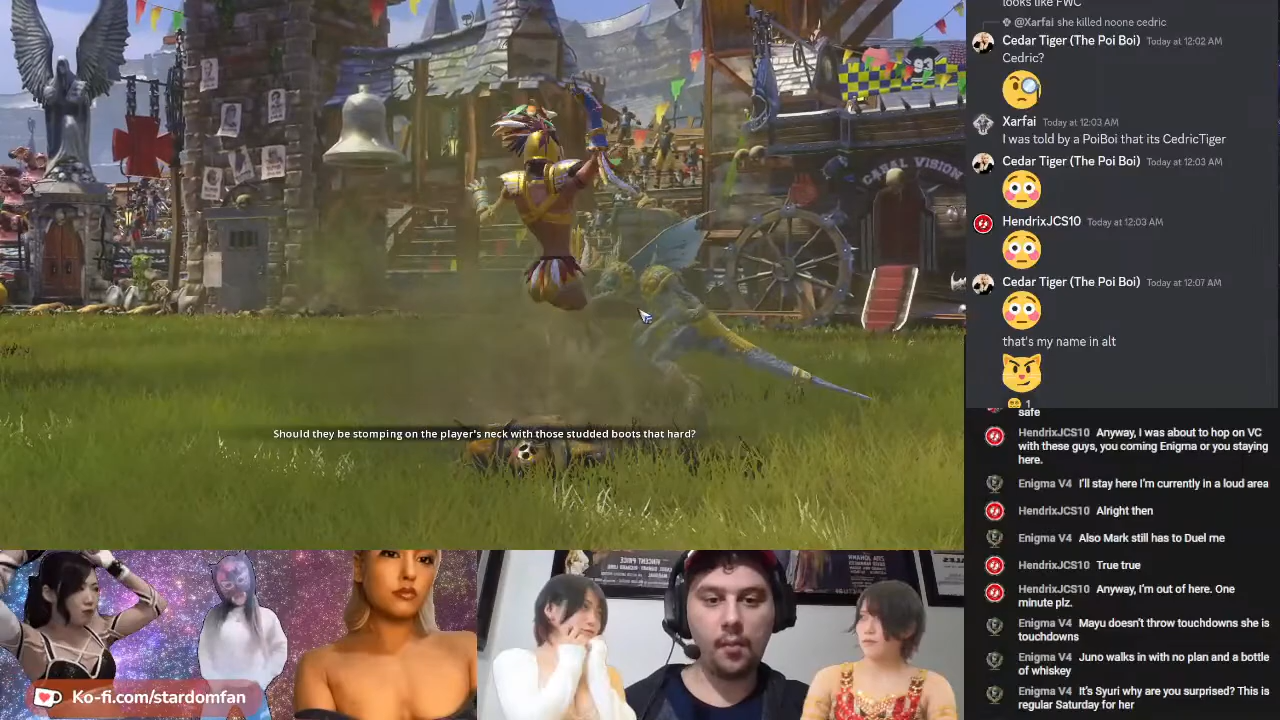 looks like FWC
@Xarfai she killed noone cedric
Cedar Tiger (The Poi Boi) Today at 12:02 AM
Cedric?
Xarfai Today at 12:03 AM
I was told by a PoiBoi that its CedricTiger
Cedar Tiger (The Poi Boi) Today at 12:03 AM
HendrixJCS10 Today at 12:03 AM
Cedar Tiger (The Poi Boi) Today at 12:07 AM
that's my name in alt
1
safe
HendrixJCS10 Anyway, I was about to hop on VC
with these guys, you coming Enigma or you staying
here.
Enigma V4 I'll stay here I'm currently in a loud area
HendrixJCS10 Alright then
Enigma V4 Also Mark still has to Duel me
HendrixJCS10 True true
HendrixJCS10 Anyway, I'm out of here. One
minute plz.
Enigma V4 Mayu doesn't throw touchdowns she is
touchdowns
Enigma V4 Juno walks in with no plan and a bottle
of whiskey
Enigma V4 It's Syuri why are you surprised? This is
regular Saturday for her
93
CABAL VISION
Should they be stomping on the player's neck with those studded boots that hard?
Ko-fi.com/stardomfan
VINCENT PRICE